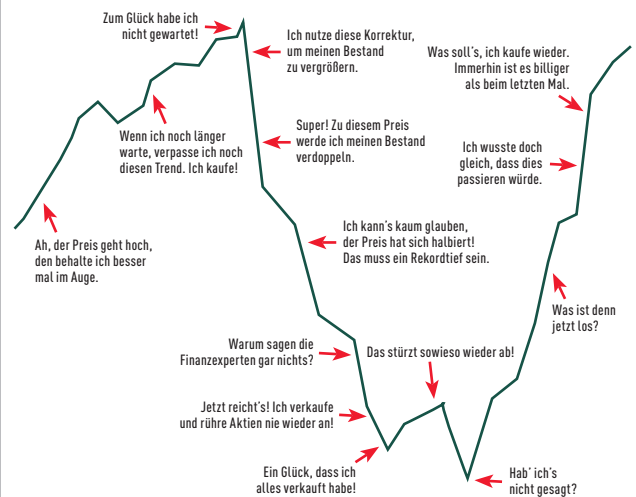 Zum Glück habe ich
nicht gewartet!
Ich nutze diese Korrektur,
um meinen Bestand
zu vergrößern.
Was soll's, ich kaufe wieder.
Immerhin ist es billiger
als beim letzten Mal.
Wenn ich noch länger
warte, verpasse ich noch
diesen Trend. Ich kaufe!
Super! Zu diesem Preis
werde ich meinen Bestand
verdoppeln.
Ich wusste doch
gleich, dass dies
passieren würde.
Ah, der Preis geht hoch,
den behalte ich besser
mal im Auge.
Ich kann's kaum glauben,
der Preis hat sich halbiert!
Das muss ein Rekordtief sein.
Was ist denn
jetzt los?
Warum sagen die
Finanzexperten gar nichts?
Das stürzt sowieso wieder ab!
Jetzt reicht's! Ich verkaufe
und rühre Aktien nie wieder an!
Ein Glück, dass ich
alles verkauft habe!
Hab' ich's
nicht gesagt?